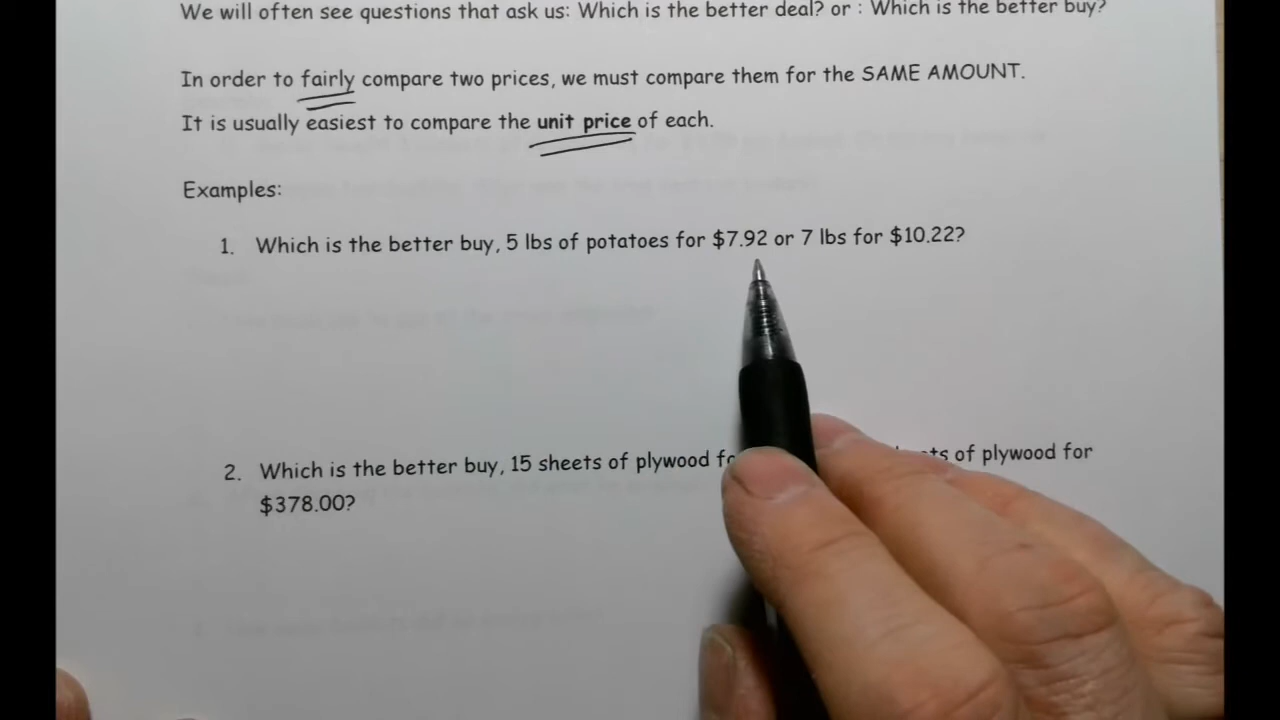 We will often see questions that ask us: Which is the better deal? or : Which is the better buy?
In order to fairly compare two prices, we must compare them for the SAME AMOUNT.
It is usually easiest to compare the unit price of each.
Examples:
1. Which is the better buy, 5 lbs of potatoes for $7.92 or 7 lbs for $10.22?
2. Which is the better buy, 15 sheets of plywood of plywood for
$378.00?